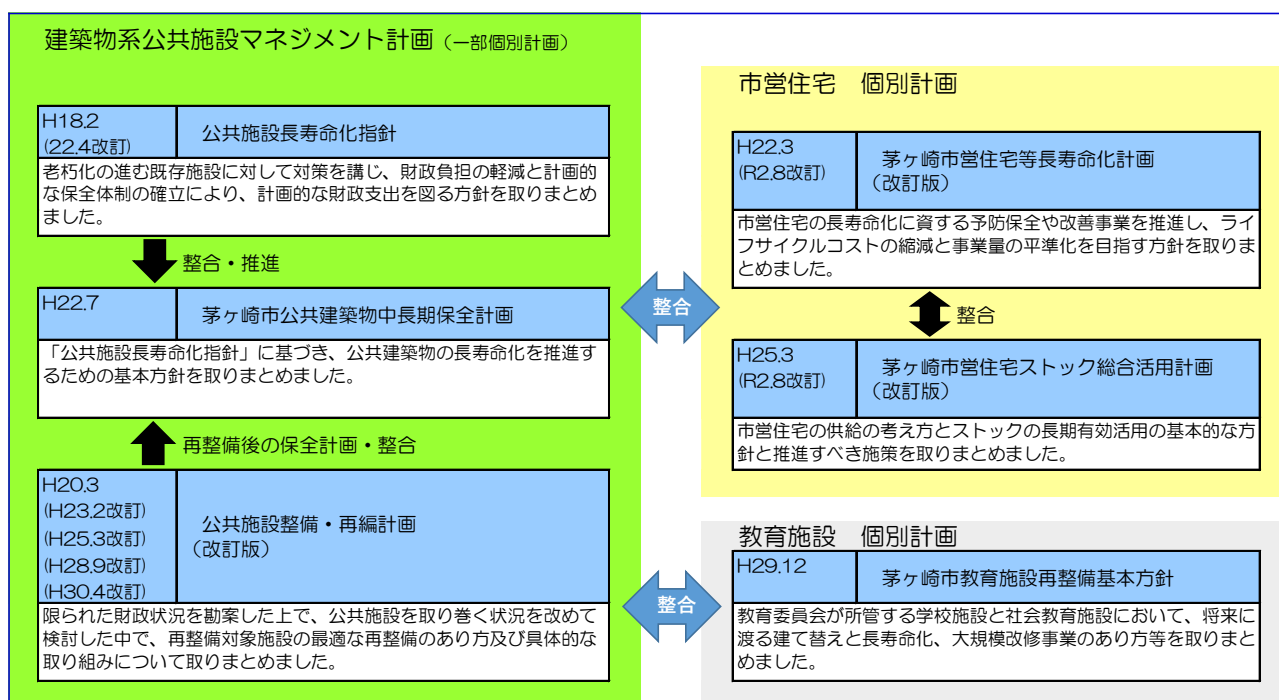 建築物系公共施設マネジメント計画（一部個別計画）
H18.2
(22.4改訂)
公共施設長寿命化指針
老朽化の進む既存施設に対して対策を講じ、財政負担の軽減と計画的
な保全体制の確立により、計画的な財政支出を図る方針を取りまとめ
ました。
整合・推進
H22.7
茅ヶ崎市公共建築物中長期保全計画
「公共施設長寿命化指針」に基づき、公共建築物の長寿命化を推進す
るための基本方針を取りまとめました。
再整備後の保全計画・整合
H20.3
(H23.2改訂)
(H25.3改訂)
(H28.9改訂)
(H30.4改訂)
公共施設整備・再編計画
（改訂版）
限られた財政状況を勘案した上で、公共施設を取り巻く状況を改めて
検討した中で、再整備対象施設の最適な再整備のあり方及び具体的な
取り組みについて取りまとめました。
整合
整合
市営住宅　個別計画
H22.3
(R2.8改訂)
茅ヶ崎市営住宅等長寿命化計画
（改訂版）
市営住宅の長寿命化に資する予防保全や改善事業を推進し、ライ
フサイクルコストの縮減と事業量の平準化を目指す方針を取りま
とめました。
整合
H25.3
(R2.8改訂)
茅ヶ崎市営住宅ストック総合活用計画
（改訂版）
市営住宅の供給の考え方とストックの長期有効活用の基本的な方
針と推進すべき施策を取りまとめました。
教育施設　個別計画
H29.12
茅ヶ崎市教育施設再整備基本方針
教育委員会が所管する学校施設と社会教育施設において、将来に
渡る建て替えと長寿命化、大規模改修事業のあり方等を取りまと
めました。